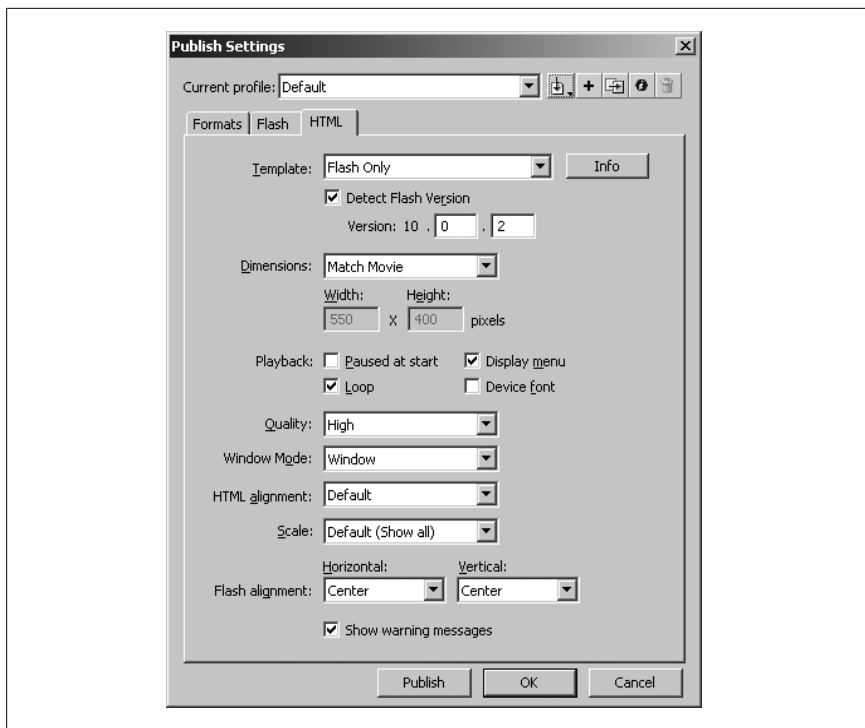 Publish Settings
Current profile: Default
Formats Flash HTML
Template: Flash Only Info
Detect Flash Version
Version: 10 . 0 . 2
Dimensions: Match Movie
Width: Height:
550 X 400 pixels
Playback: Paused at start Display menu
Loop Device font
Quality: High
Window Mode: Window
HTML alignment: Default
Scale: Default (Show all)
Horizontal: Vertical:
Flash alignment: Center Center
Show warning messages
Publish OK Cancel